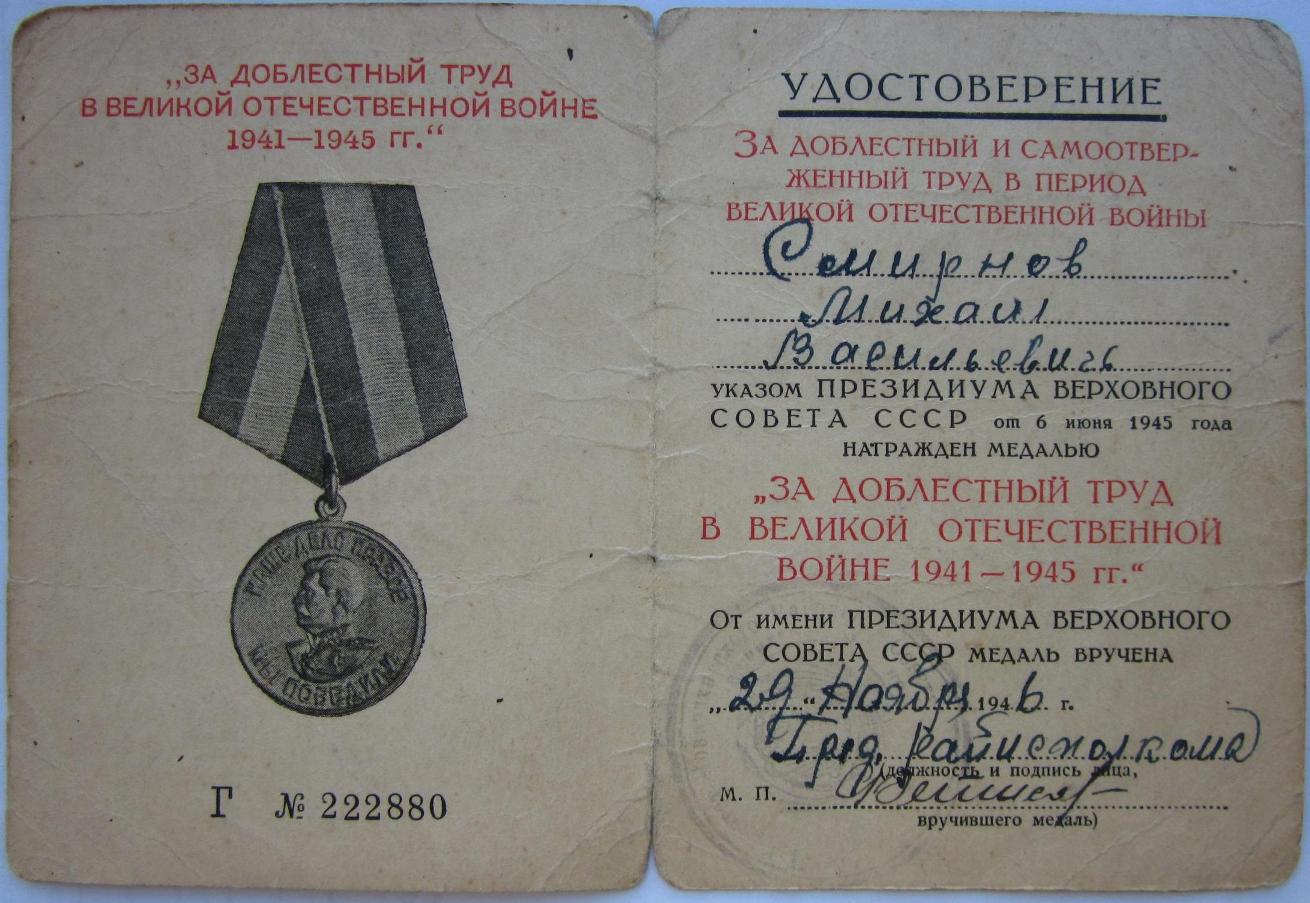 „ЗА ДОБЛЕСТНЫЙ ТРУД
В ВЕЛИКОЙ ОТЕЧЕСТВЕННОЙ ВОЙНЕ
1941—1945 ГГ.“
НАШЕ ДЕЛО ПРАВОЕ
МЫ ПОБЕДИЛИ
Г № 222880
УДОСТОВЕРЕНИЕ
ЗА ДОБЛЕСТНЫЙ И САМООТВЕР-
ЖЕННЫЙ ТРУД В ПЕРИОД
ВЕЛИКОЙ ОТЕЧЕСТВЕННОЙ ВОЙНЫ
Смирнов
Михаил
Васильевичь
УКАЗОМ ПРЕЗИДИУМА ВЕРХОВНОГО
СОВЕТА СССР от 6 июня 1945 года
НАГРАЖДЕН МЕДАЛЬЮ
„ЗА ДОБЛЕСТНЫЙ ТРУД
В ВЕЛИКОЙ ОТЕЧЕСТВЕННОЙ
ВОЙНЕ 1941—1945 гг.“
ОТ ИМЕНИ ПРЕЗИДИУМА ВЕРХОВНОГО
СОВЕТА СССР МЕДАЛЬ ВРУЧЕНА
„29“ Ноября 1946 г.
Пред. райисполкома
(должность и подпись лица,
М. П.
вручившего медаль)